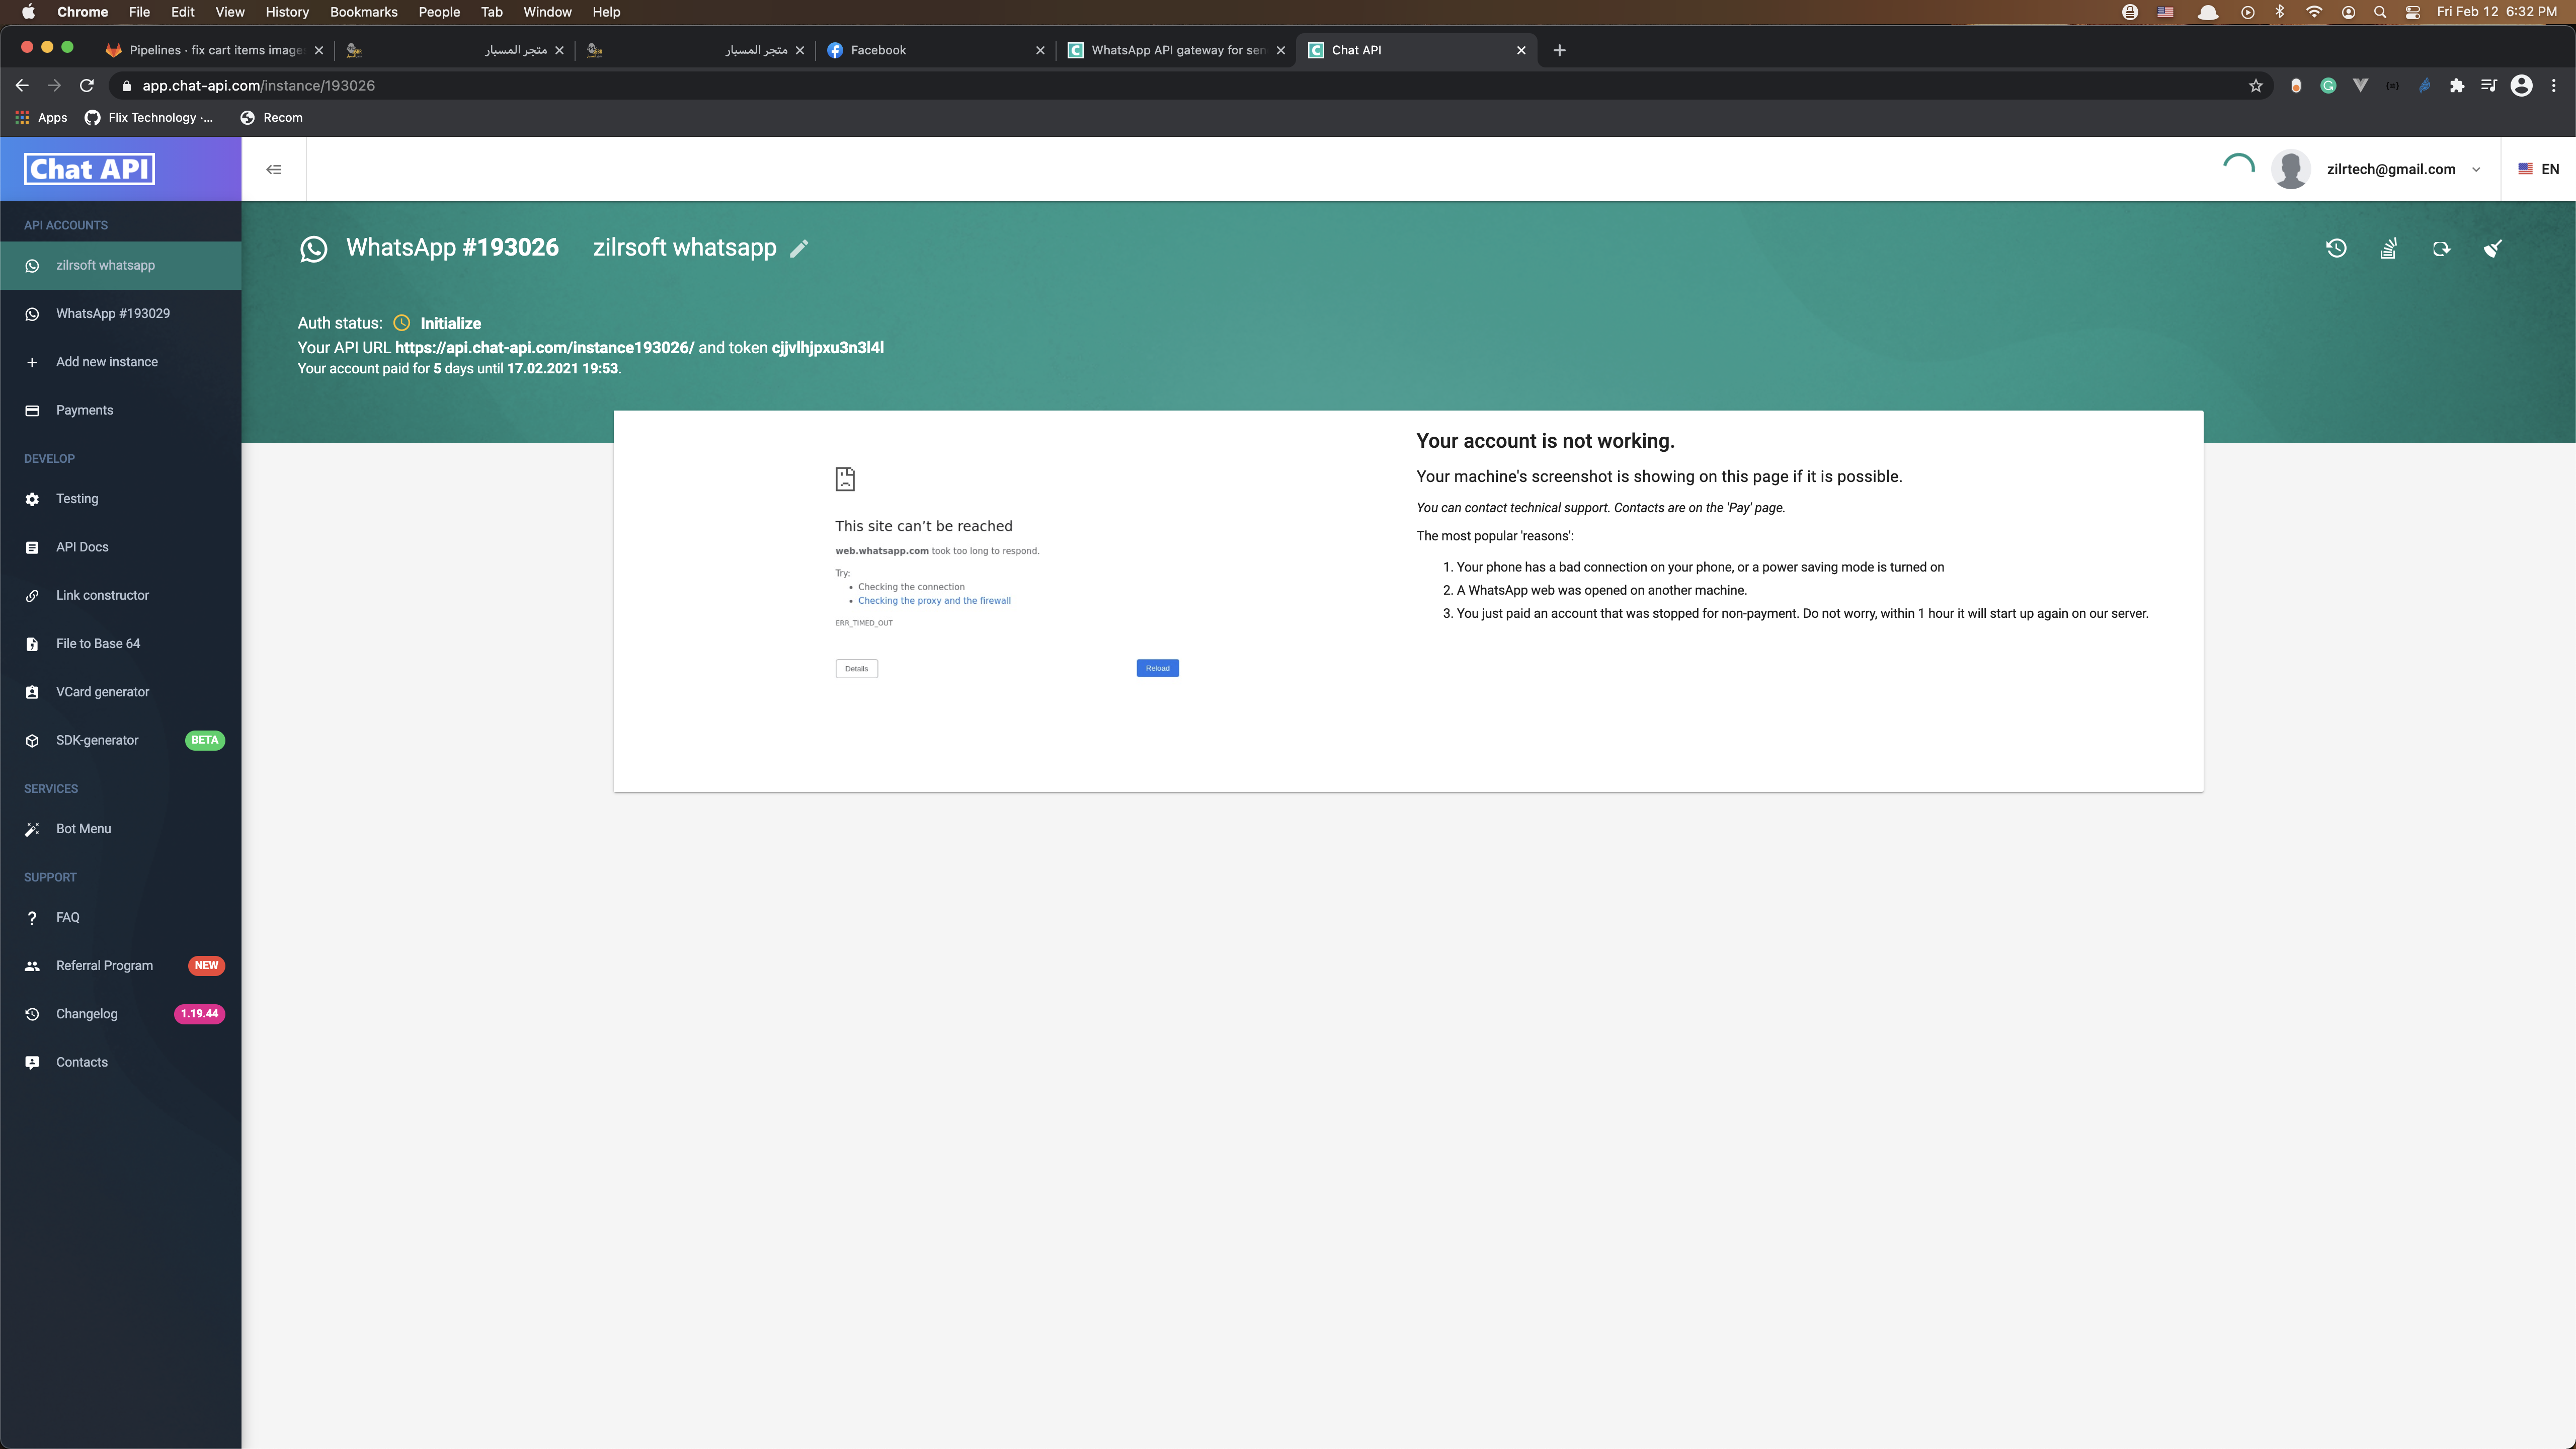 Chrome File Edit View History Bookmarks People Tab Window Help Fri Feb 12 6:32 PM
Pipelines · fix cart items image متجر المسبار متجر المسبار Facebook WhatsApp API gateway for sen Chat API
app.chat-api.com/instance/193026
Apps Flix Technology -... Recom
Chat API
zilrtech@gmail.com EN
API ACCOUNTS
zilrsoft whatsapp
WhatsApp #193029
Add new instance
Payments
DEVELOP
Testing
API Docs
Link constructor
File to Base 64
VCard generator
SDK-generator BETA
SERVICES
Bot Menu
SUPPORT
FAQ
Referral Program NEW
Changelog 1.19.44
Contacts
WhatsApp #193026 zilrsoft whatsapp
Auth status: Initialize
Your API URL https://api.chat-api.com/instance193026/ and token cjjvlhjpxu3n3l4l
Your account paid for 5 days until 17.02.2021 19:53.
This site can’t be reached
web.whatsapp.com took too long to respond.
Try:
• Checking the connection
• Checking the proxy and the firewall
ERR_TIMED_OUT
Details Reload
Your account is not working.
Your machine's screenshot is showing on this page if it is possible.
You can contact technical support. Contacts are on the 'Pay' page.
The most popular 'reasons':
1. Your phone has a bad connection on your phone, or a power saving mode is turned on
2. A WhatsApp web was opened on another machine.
3. You just paid an account that was stopped for non-payment. Do not worry, within 1 hour it will start up again on our server.